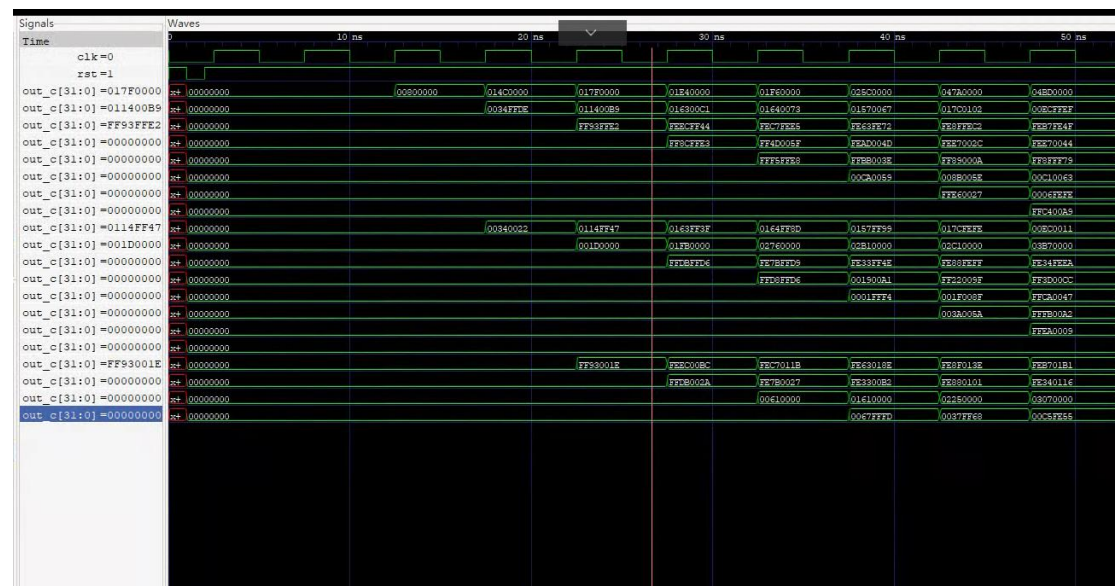 Signals Waves
Time 0 10 ns 20 ns 30 ns 40 ns 50 ns
clk=0
rst=1
out_c[31:0]=017F0000 x+ 00000000 00800000 014C0000 017F0000 01E40000 01F60000 025C0000 047A0000 04BD0000
out_c[31:0]=011400B9 x+ 00000000 0034FFDE 011400B9 016300C1 01640073 01570067 017C0102 00ECFFEF
out_c[31:0]=FF93FFE2 x+ 00000000 FF93FFE2 FEECFF44 FEC7FEE5 FE63FE72 FE8FFEC2 FEB7FE4F
out_c[31:0]=00000000 x+ 00000000 FF8CFFE3 FF4D005F FEAD004D FEE7002C FEE70044
out_c[31:0]=00000000 x+ 00000000 FFF5FFE8 FFBB003E FF89000A FF8FFF79
out_c[31:0]=00000000 x+ 00000000 00CA0059 008B005E 00C10063
out_c[31:0]=00000000 x+ 00000000 FFE60027 0006FEFE
out_c[31:0]=00000000 x+ 00000000 FFC400A9
out_c[31:0]=0114FF47 x+ 00000000 00340022 0114FF47 0163FF3F 0164FF8D 0157FF99 017CFEFE 00EC0011
out_c[31:0]=001D0000 x+ 00000000 001D0000 01FB0000 02760000 02B10000 02C10000 03B70000
out_c[31:0]=00000000 x+ 00000000 FFDBFFD6 FE7BFFD9 FE33FF4E FE88FEFF FE34FEEA
out_c[31:0]=00000000 x+ 00000000 FFD8FFD6 001900A1 FF22009F FF3D00CC
out_c[31:0]=00000000 x+ 00000000 0001FFF4 001F008F FFCA0047
out_c[31:0]=00000000 x+ 00000000 003A005A FFFB00A2
out_c[31:0]=00000000 x+ 00000000 FFEA0009
out_c[31:0]=00000000 x+ 00000000
out_c[31:0]=FF93001E x+ 00000000 FF93001E FEEC00BC FEC7011B FE63018E FE8F013E FEB701B1
out_c[31:0]=00000000 x+ 00000000 FFDB002A FE7B0027 FE3300B2 FE880101 FE340116
out_c[31:0]=00000000 x+ 00000000 00610000 01610000 02250000 03070000
out_c[31:0]=00000000 x+ 00000000 0067FFFD 0037FF68 00C5FE55